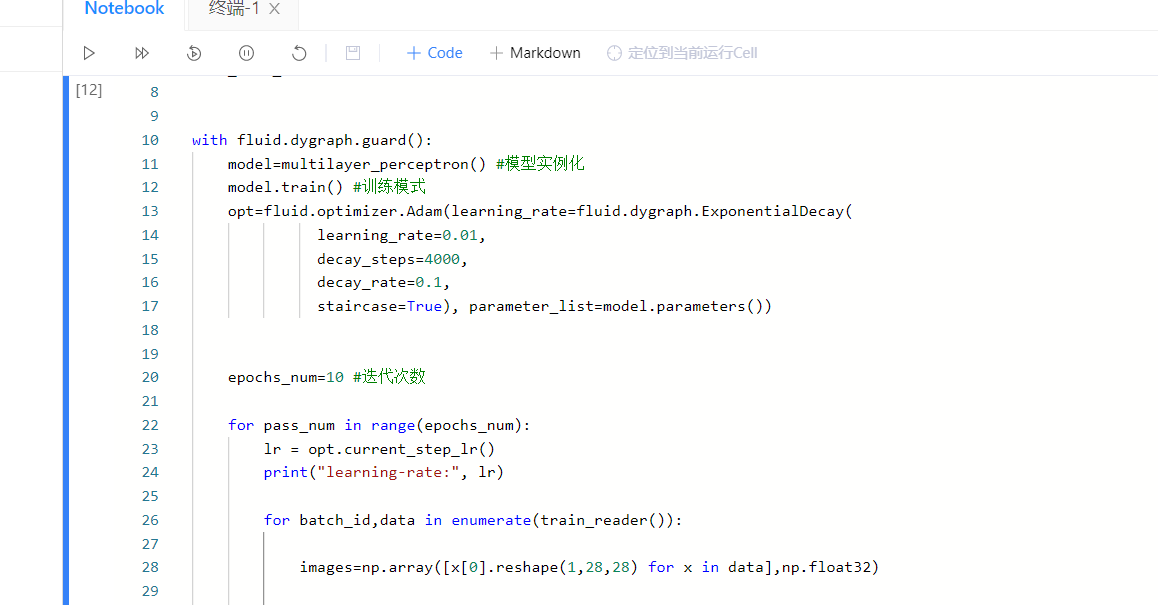 Notebook
终端-1
Code
Markdown
定位到当前运行Cell
[12]
8
9
10 with fluid.dygraph.guard():
11 model=multilayer_perceptron() #模型实例化
12 model.train() #训练模式
13 opt=fluid.optimizer.Adam(learning_rate=fluid.dygraph.ExponentialDecay(
14 learning_rate=0.01,
15 decay_steps=4000,
16 decay_rate=0.1,
17 staircase=True), parameter_list=model.parameters())
18
19
20 epochs_num=10 #迭代次数
21
22 for pass_num in range(epochs_num):
23 lr = opt.current_step_lr()
24 print("learning-rate:", lr)
25
26 for batch_id,data in enumerate(train_reader()):
27
28 images=np.array([x[0].reshape(1,28,28) for x in data],np.float32)
29